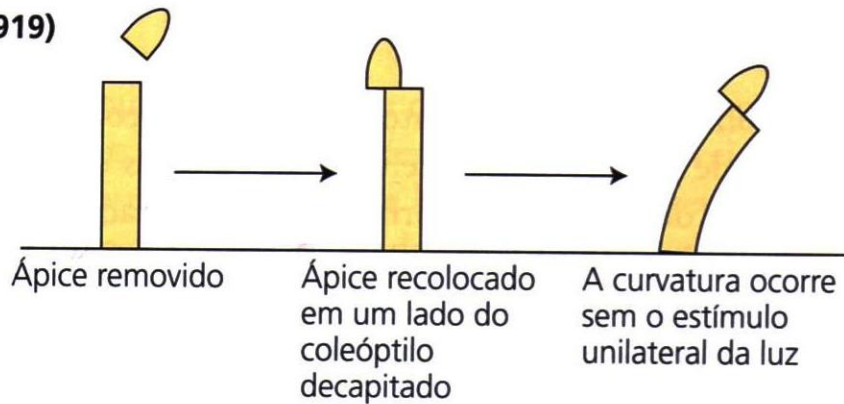 919)
Ápice removido
Ápice recolocado
em um lado do
coleóptilo
decapitado
A curvatura ocorre
sem o estímulo
unilateral da luz